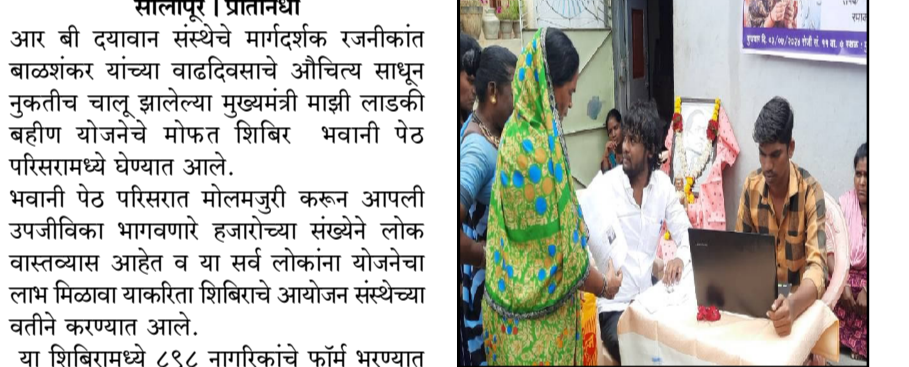 सोलापूर । प्रतिनिधी
आर बी दयावान संस्थेचे मार्गदर्शक रजनीकांत
बाळशंकर यांच्या वाढदिवसाचे औचित्य साधून
नुकतीच चालू झालेल्या मुख्यमंत्री माझी लाडकी
बहीण योजनेचे मोफत शिबिर भवानी पेठ
परिसरामध्ये घेण्यात आले.
भवानी पेठ परिसरात मोलमजुरी करून आपली
उपजीविका भागवणारे हजारोच्या संख्येने लोक
वास्तव्यास आहेत व या सर्व लोकांना योजनेचा
लाभ मिळावा याकरिता शिबिराचे आयोजन संस्थेच्या
वतीने करण्यात आले.
या शिबिरामध्ये ८९८ नागरिकांचे फॉर्म भरण्यात